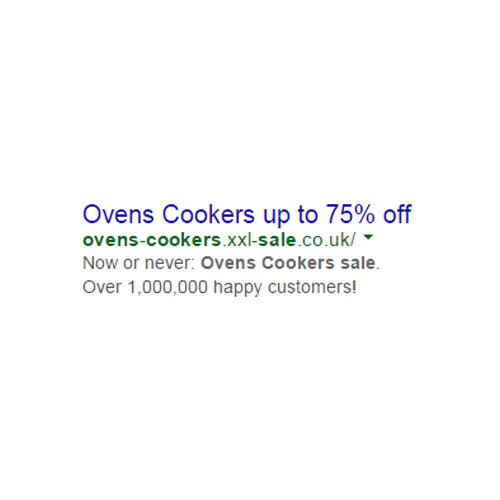 Ovens Cookers up to 75% off
ovens-cookers.xxl-sale.co.uk/
Now or never: Ovens Cookers sale.
Over 1,000,000 happy customers!